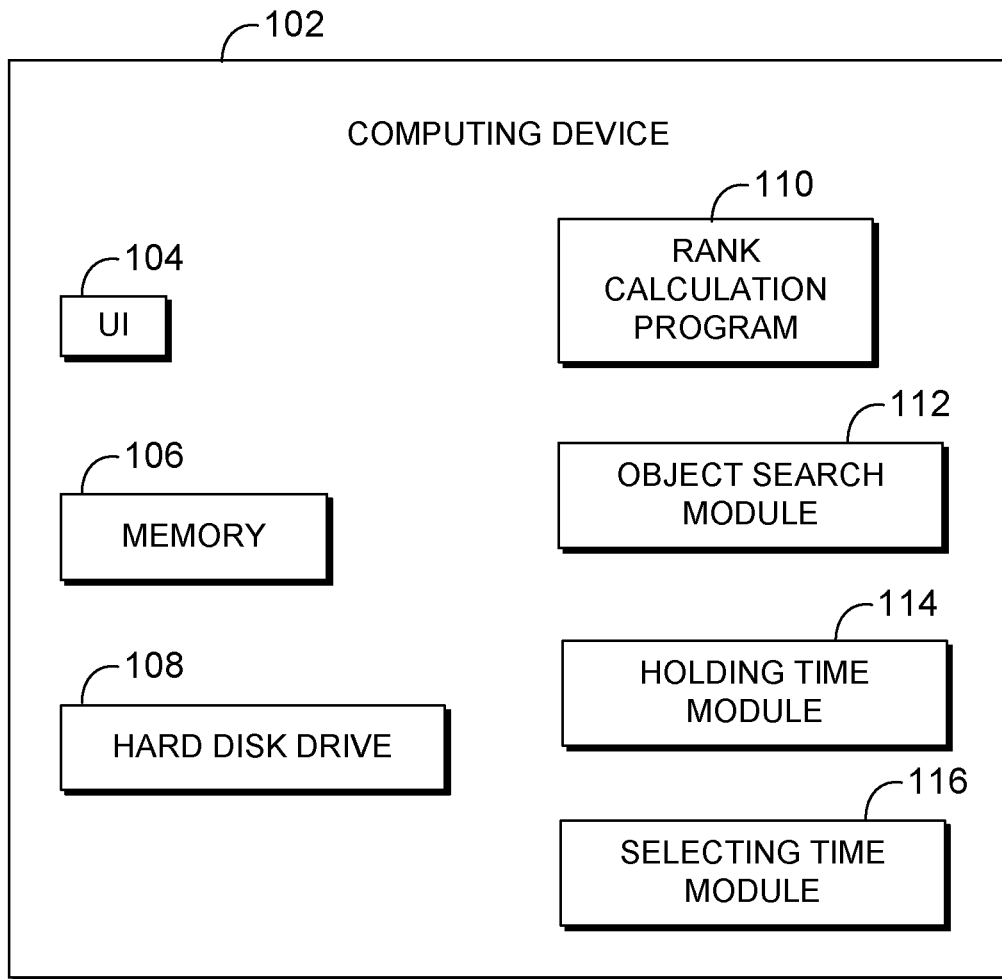 102
COMPUTING DEVICE
104
UI
106
MEMORY
108
HARD DISK DRIVE
110
RANK
CALCULATION
PROGRAM
112
OBJECT SEARCH
MODULE
114
HOLDING TIME
MODULE
116
SELECTING TIME
MODULE